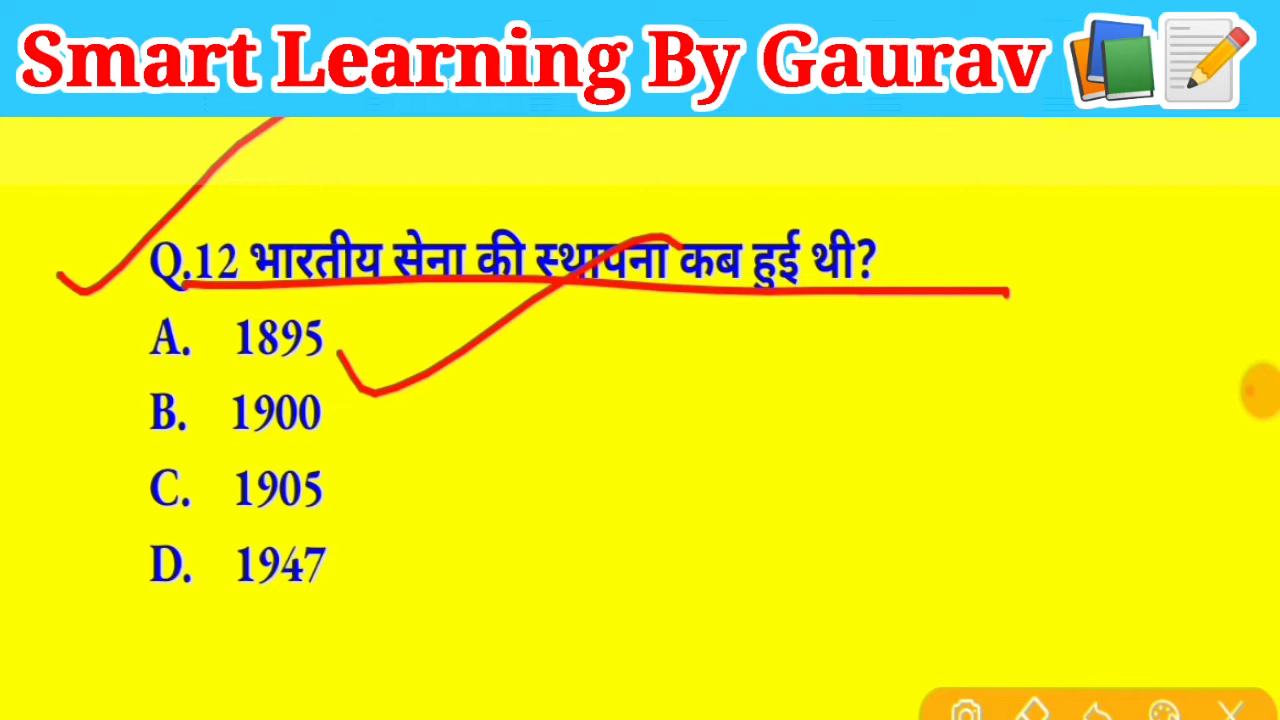 Smart Learning By Gaurav
Q.12 भारतीय सेना की स्थापना कब हुई थी?
A. 1895
B. 1900
C. 1905
D. 1947